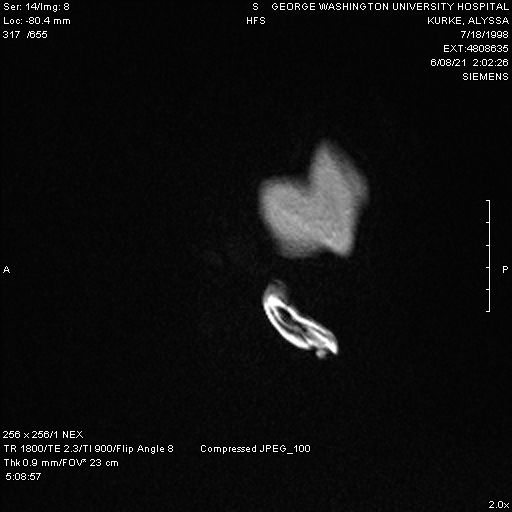 Ser: 14/Img: 8
Loc: -80.4 mm
317 /655
S
HFS
GEORGE WASHINGTON UNIVERSITY HOSPITAL
KURKE, ALYSSA
7/18/1998
EXT:4808635
6/08/21 2:02:26
SIEMENS
A
P
256 x 256/1 NEX
TR 1800/TE 2.3/TI 900/Flip Angle 8 Compressed JPEG_100
Thk 0.9 mm/FOV* 23 cm
5:08:57
2.0x